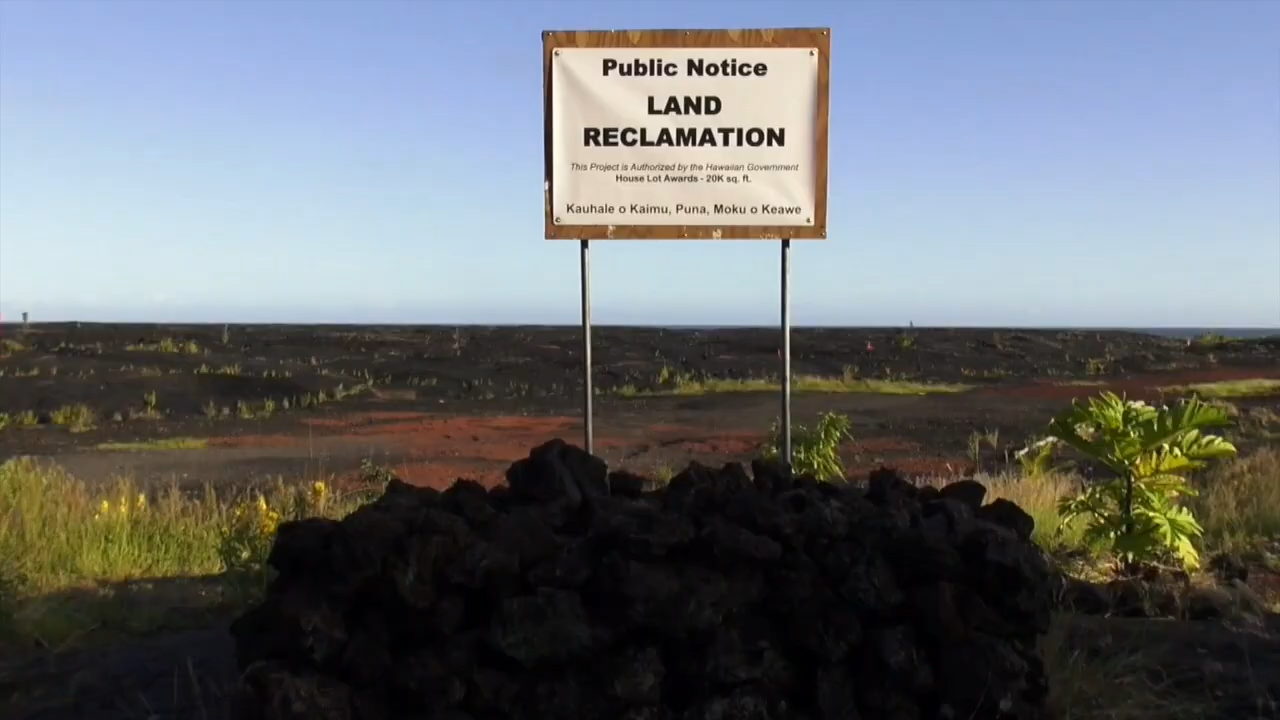 Public Notice
LAND
RECLAMATION
This Project is Authorized by the Hawaiian Government
House Lot Awards - 20K sq. ft.
Kauhale o Kaimu, Puna, Moku o Keawe